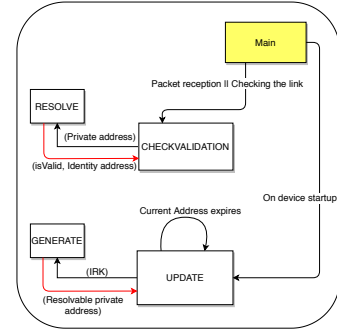 Main
Packet reception II Checking the link
RESOLVE
(Private address)
CHECKVALIDATION
(isValid, Identity address)
On device startup
Current Address expires
GENERATE
(IRK)
UPDATE
(Resolvable private
address)